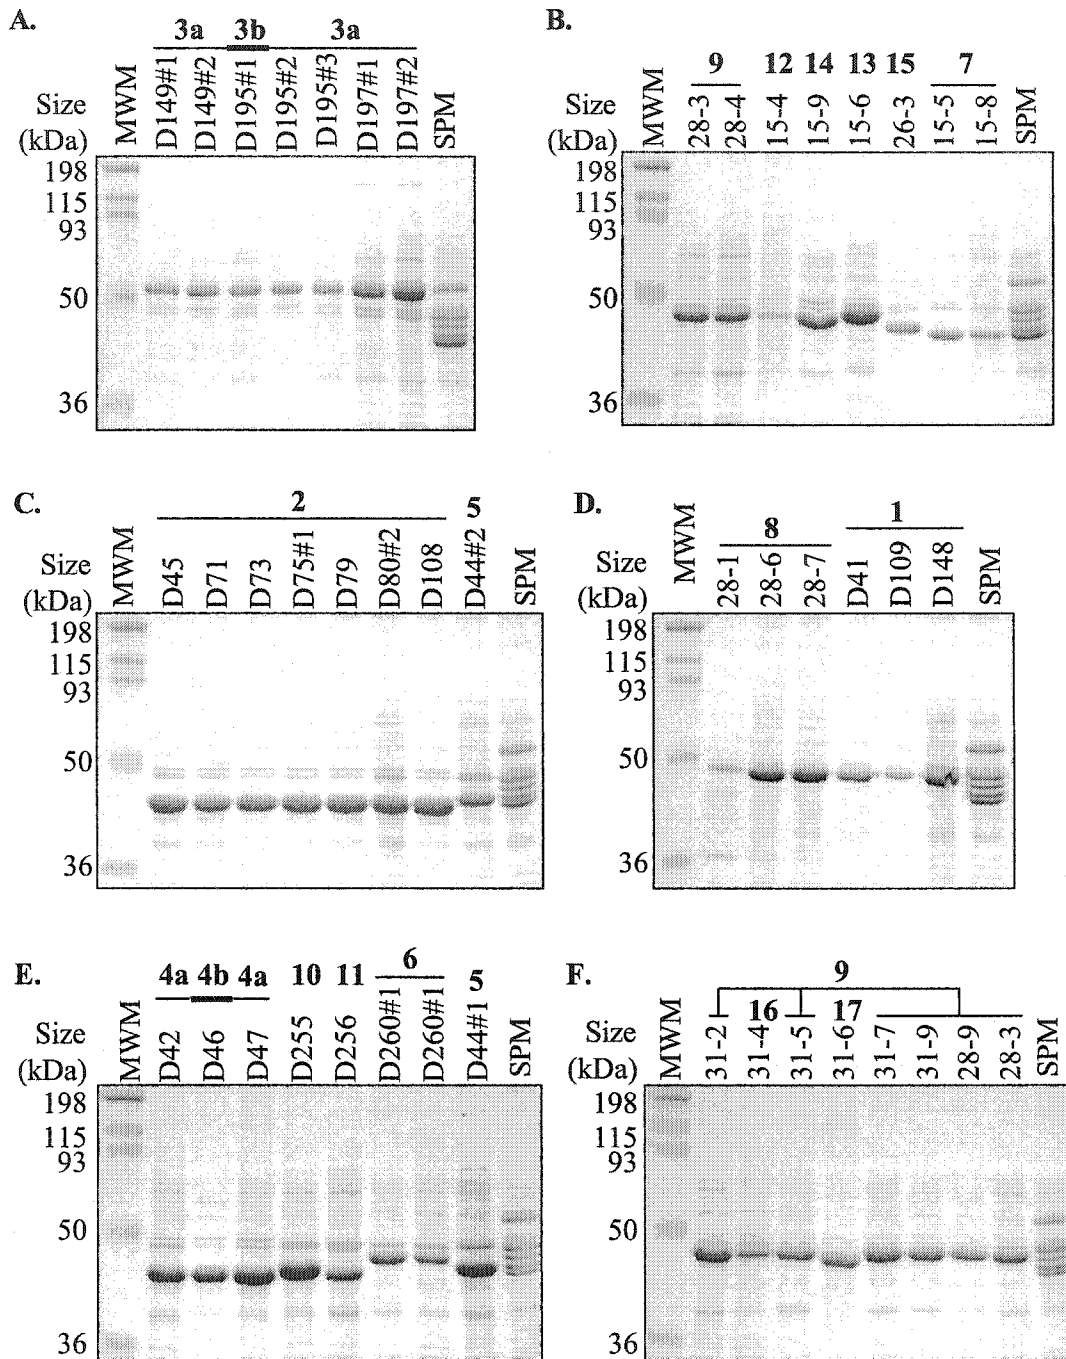 A.
3a 3b 3a
Size (kDa)
MWM D149#1 D149#2 D195#1 D195#2 D195#3 D197#1 D197#2 SPM
198
115
93
50
36
B.
9 12 14 13 15 7
Size (kDa)
MWM 28-3 28-4 15-4 15-9 15-6 26-3 15-5 15-8 SPM
198
115
93
50
36
C.
2 5
Size (kDa)
MWM D45 D71 D73 D75#1 D79 D80#2 D108 D44#2 SPM
198
115
93
50
36
D.
8 1
Size (kDa)
MWM 28-1 28-6 28-7 D41 D109 D148 SPM
198
115
93
50
36
E.
4a 4b 4a 10 11 6 5
Size (kDa)
MWM D42 D46 D47 D255 D256 D260#1 D260#1 D44#1 SPM
198
115
93
50
36
F.
9
16 17
Size (kDa)
MWM 31-2 31-4 31-5 31-6 31-7 31-9 28-9 28-3 SPM
198
115
93
50
36